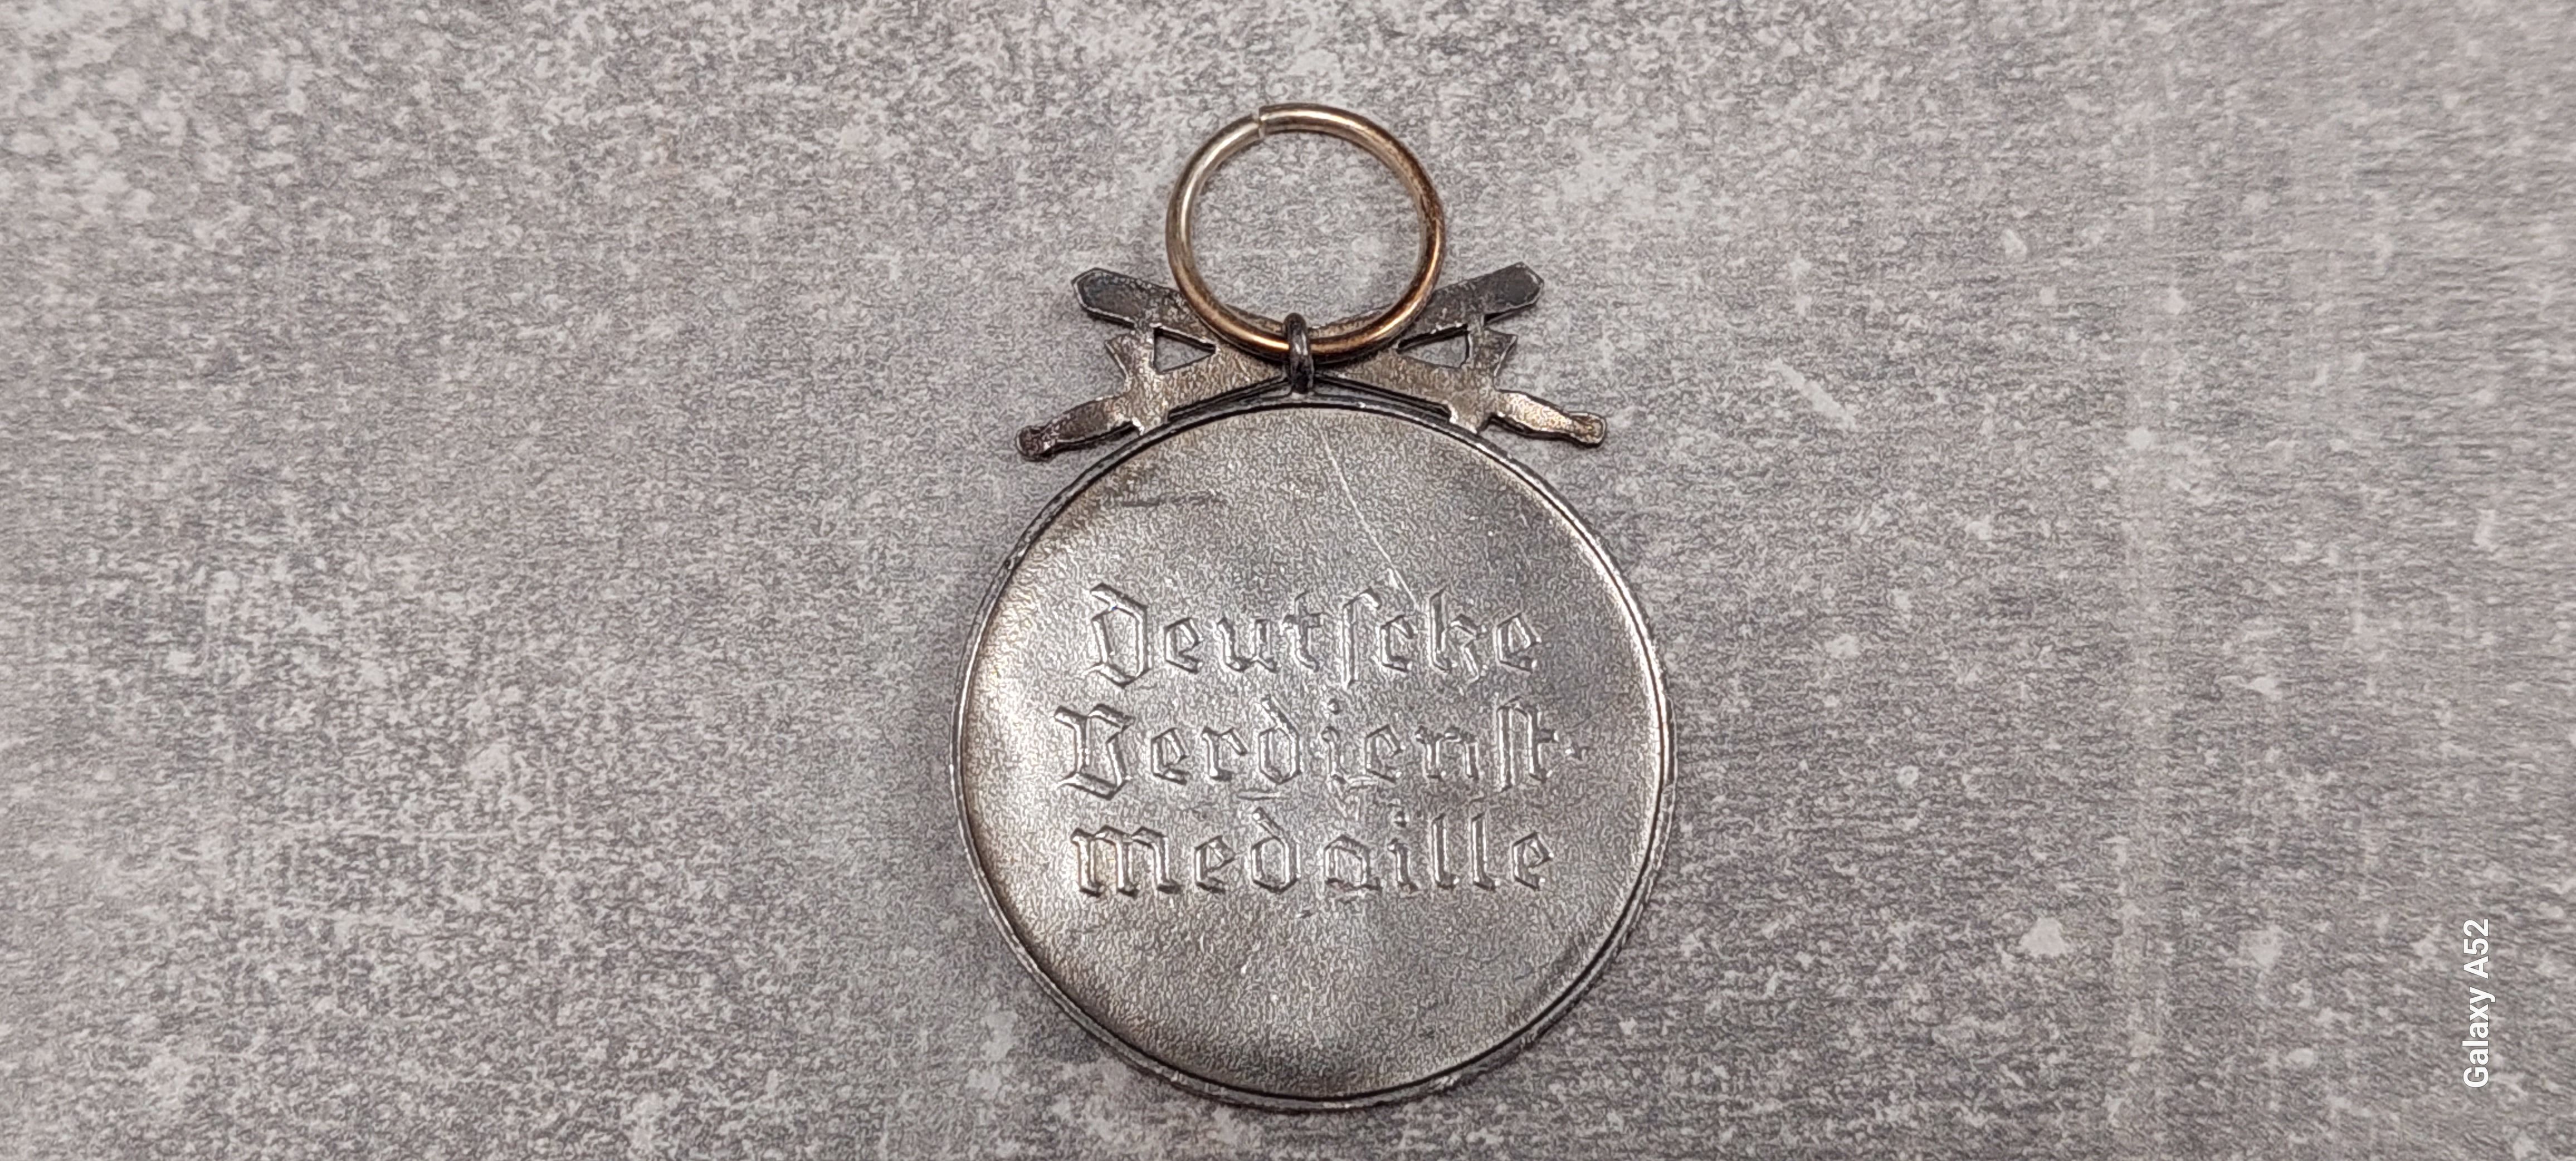 Deutſche
Verdienſt-
medaille
Galaxy A52